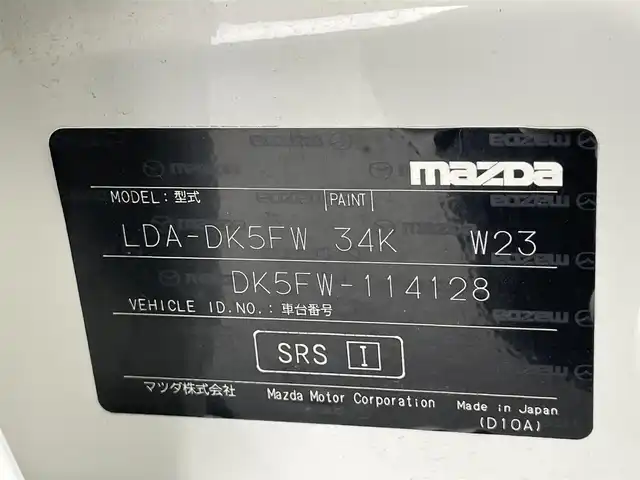 mazda
MODEL:型式 PAINT
LDA-DK5FW 34K W23
DK5FW-114128
VEHICLE ID.NO.:車台番号
SRS I
マツダ株式会社 Mazda Motor Corporation Made in Japan
(D10A)